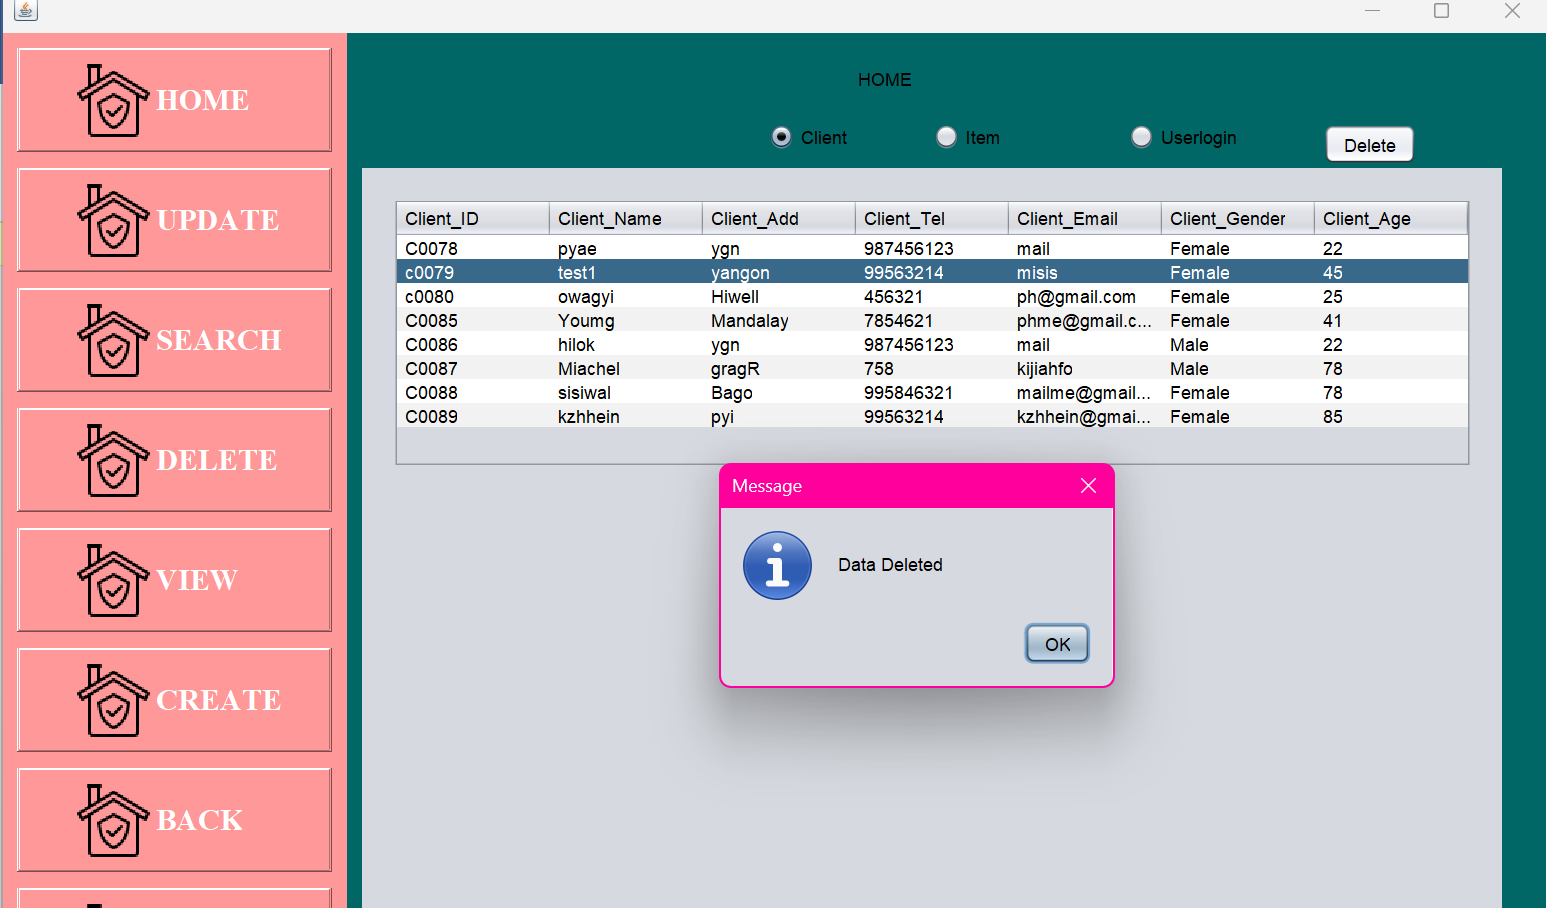 HOME
UPDATE
SEARCH
DELETE
VIEW
CREATE
BACK
HOME
Client Item Userlogin Delete
Client_ID Client_Name Client_Add Client_Tel Client_Email Client_Gender Client_Age
C0078 pyae ygn 987456123 mail Female 22
c0079 test1 yangon 99563214 misis Female 45
c0080 owagyi Hiwell 456321 ph@gmail.com Female 25
C0085 Youmg Mandalay 7854621 phme@gmail.c... Female 41
C0086 hilok ygn 987456123 mail Male 22
C0087 Miachel gragR 758 kijiahfo Male 78
C0088 sisiwal Bago 995846321 mailme@gmail... Female 78
C0089 kzhhein pyi 99563214 kzhhein@gmai... Female 85
Message
Data Deleted
OK